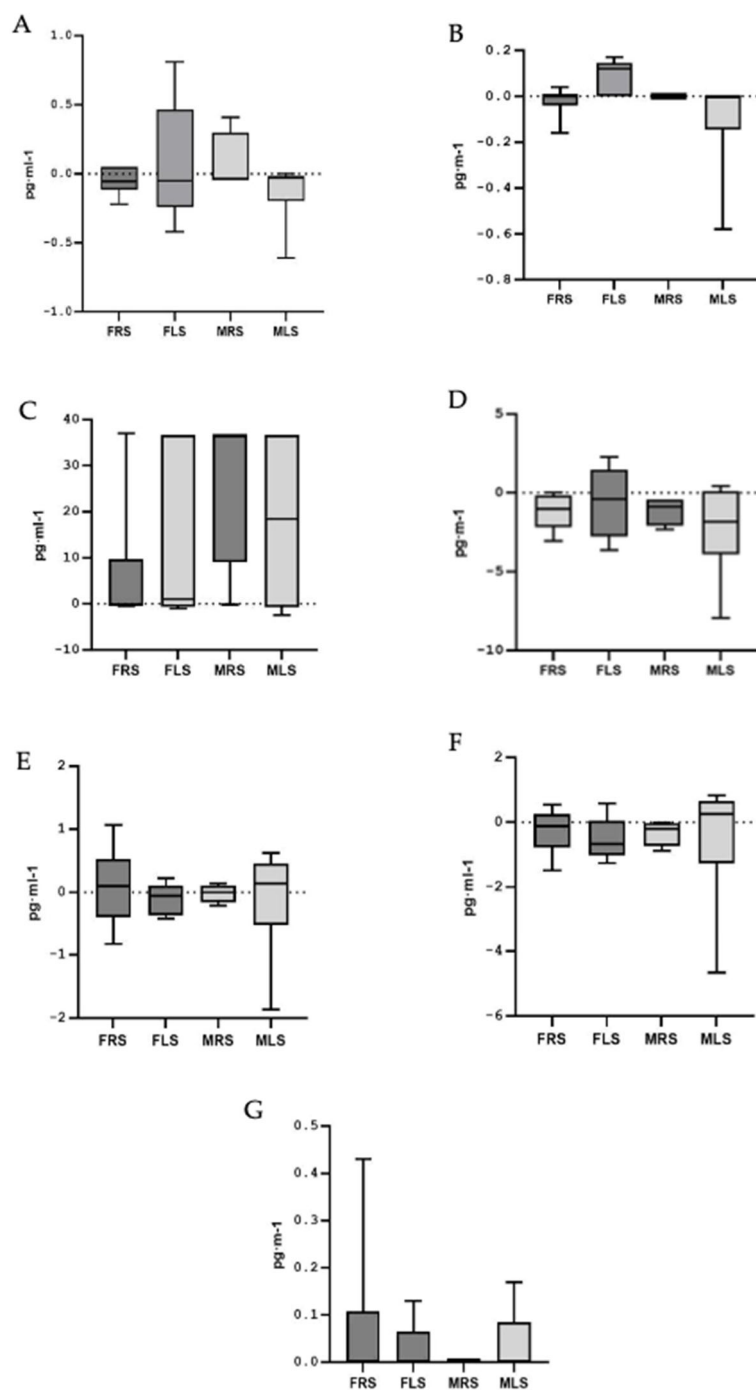 A
B
1.0
0.5
0.0
-0.5
-1.0
pg·ml-1
FRS FLS MRS MLS
0.2
0.0
-0.2
-0.4
-0.6
-0.8
pg·m-1
FRS FLS MRS MLS
C
D
40
30
20
10
0
-10
pg·ml-1
FRS FLS MRS MLS
5
0
-5
-10
pg·m-1
FRS FLS MRS MLS
E
F
2
1
0
-1
-2
pg·ml-1
FRS FLS MRS MLS
2
0
-2
-4
-6
pg·ml-1
FRS FLS MRS MLS
G
0.5
0.4
0.3
0.2
0.1
0.0
pg·m-1
FRS FLS MRS MLS